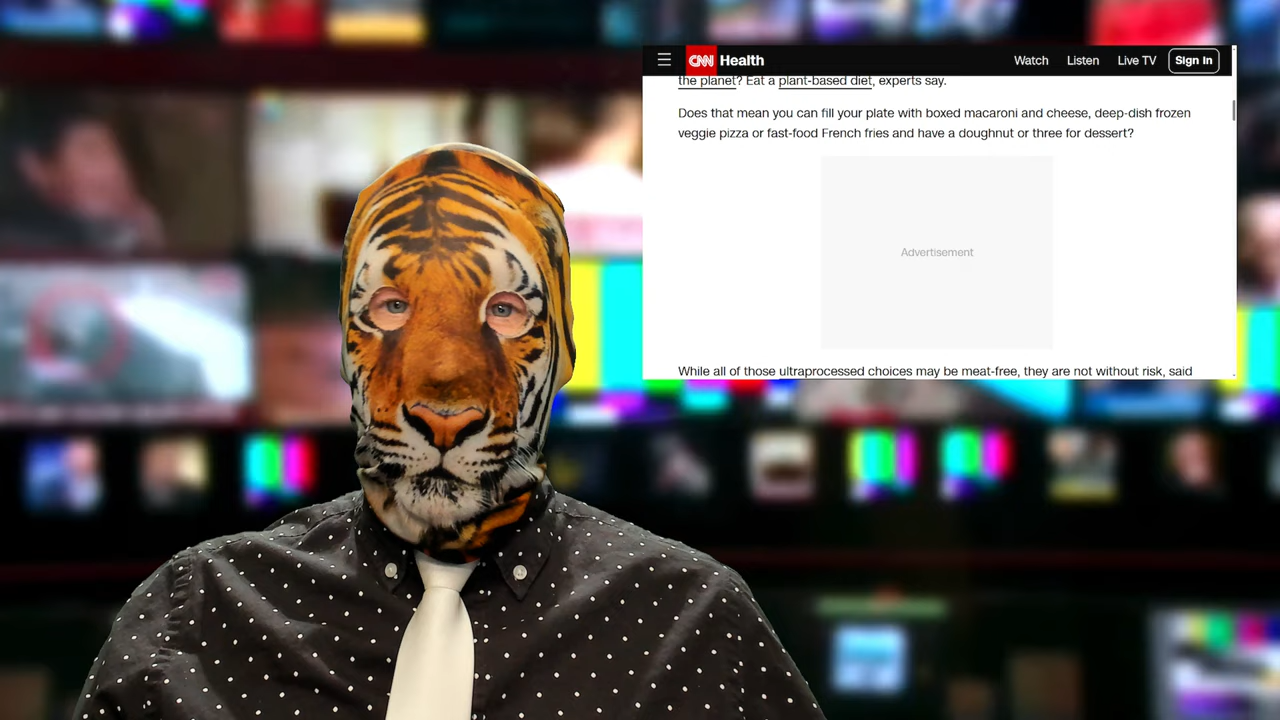 CNN Health Watch Listen Live TV Sign In
the planet? Eat a plant-based diet, experts say.
Does that mean you can fill your plate with boxed macaroni and cheese, deep-dish frozen
veggie pizza or fast-food French fries and have a doughnut or three for dessert?
Advertisement
While all of those ultraprocessed choices may be meat-free, they are not without risk, said